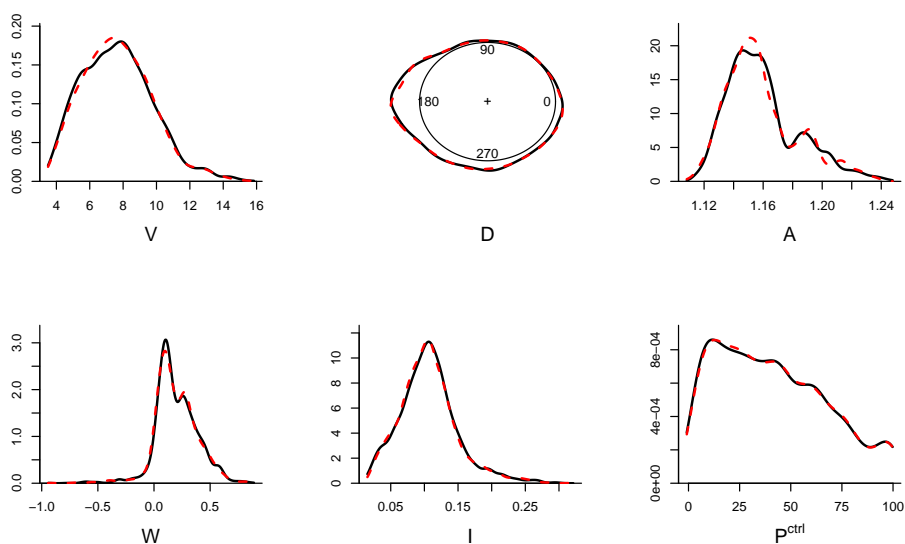 0.00 0.05 0.10 0.15 0.20
4 6 8 10 12 14 16
V
90
180 + 0
270
D
0 5 10 15 20
1.12 1.16 1.20 1.24
A
0.0 1.0 2.0 3.0
−1.0 0.0 0.5
W
0 2 4 6 8 10
0.05 0.15 0.25
I
0e+00 4e−04 8e−04
0 25 50 75 100
P^ctrl